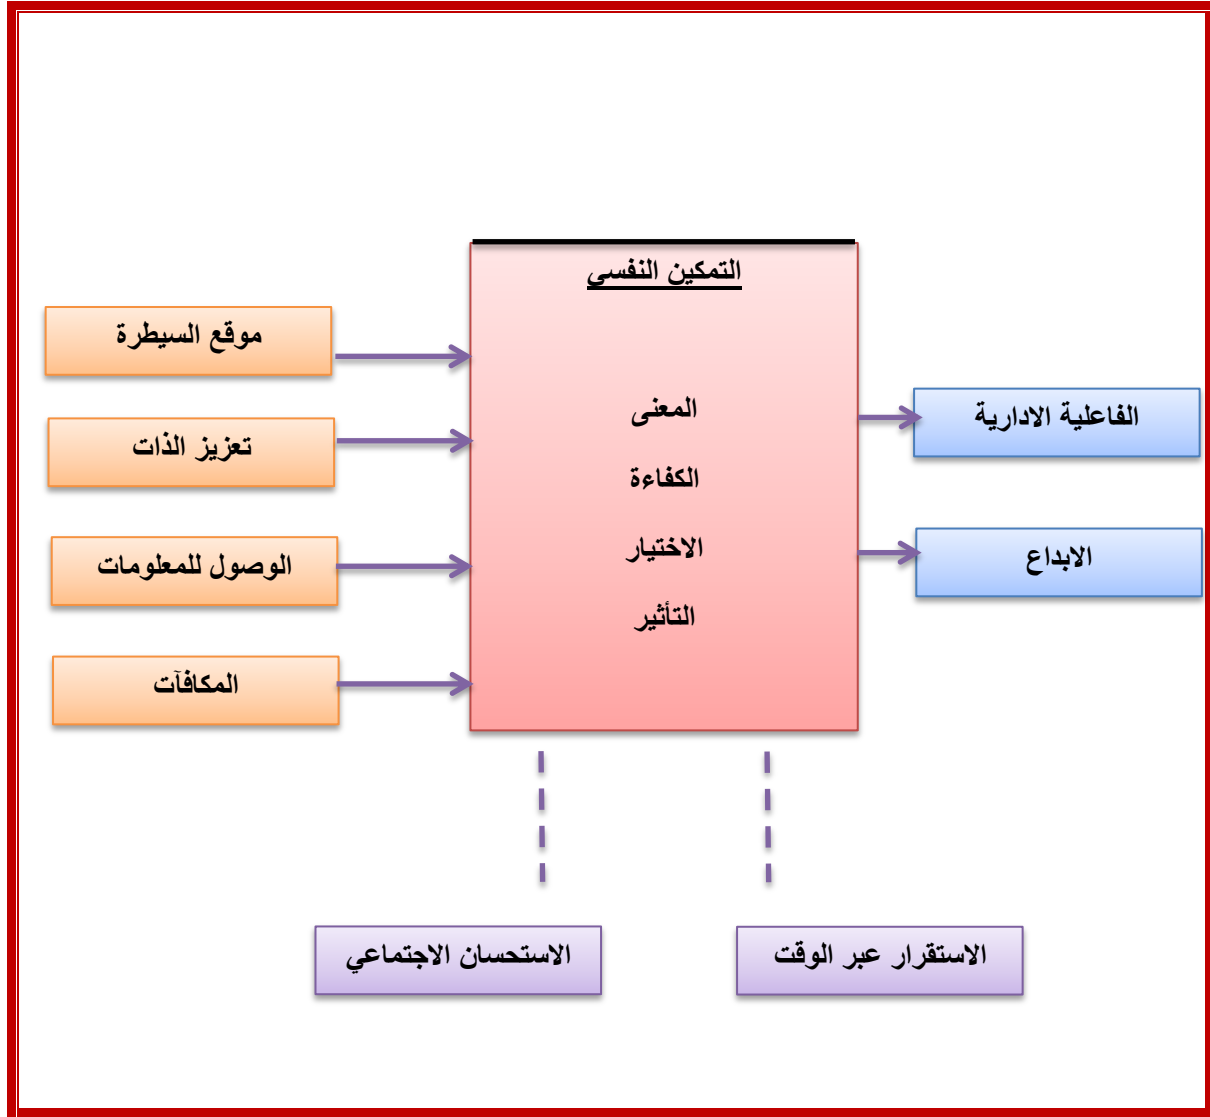 التمكين النفسي
موقع السيطرة
تعزيز الذات
الوصول للمعلومات
المكافآت
المعنى
الكفاءة
الاختيار
التأثير
الفاعلية الادارية
الابداع
الاستحسان الاجتماعي
الاستقرار عبر الوقت